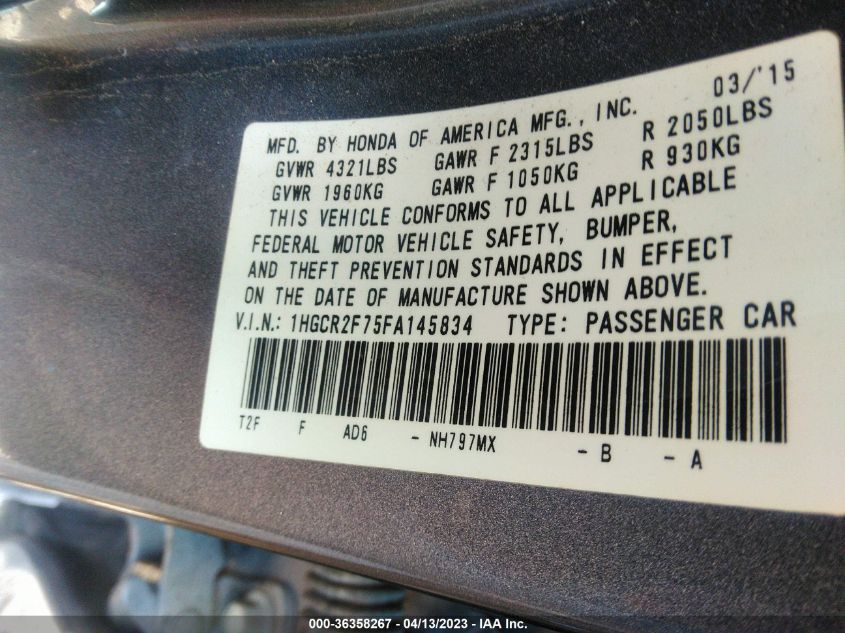 03/'15
MFD. BY HONDA OF AMERICA MFG., INC.
GVWR 4321LBS GAWR F 2315LBS R 2050LBS
GVWR 1960KG GAWR F 1050KG R 930KG
THIS VEHICLE CONFORMS TO ALL APPLICABLE
FEDERAL MOTOR VEHICLE SAFETY, BUMPER,
AND THEFT PREVENTION STANDARDS IN EFFECT
ON THE DATE OF MANUFACTURE SHOWN ABOVE.
V.I.N.: 1HGCR2F75FA145834 TYPE: PASSENGER CAR
T2F F AD6 - NH797MX - B - A
000-36358267 - 04/13/2023 - IAA Inc.